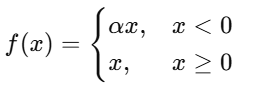 f(x) = { αx, x < 0
x, x ≥ 0